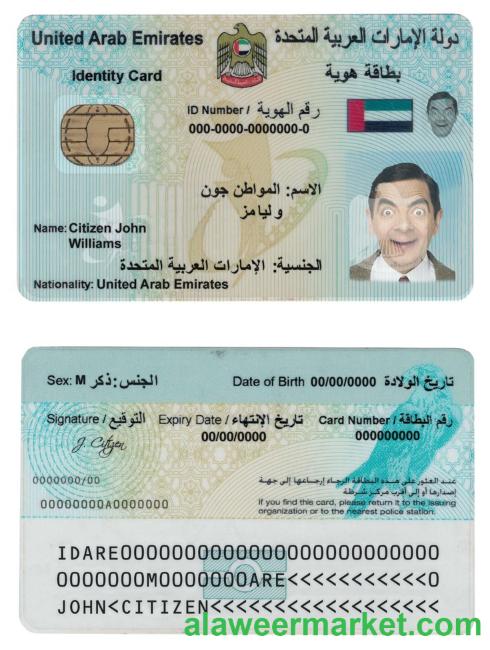 United Arab Emirates دولة الإمارات العربية المتحدة
Identity Card بطاقة هوية
ID Number / رقم الهوية
000-0000-0000000-0
الاسم: المواطن جون
وليامز
Name: Citizen John
Williams
الجنسية: الإمارات العربية المتحدة
Nationality: United Arab Emirates
Sex: M الجنس: ذكر Date of Birth 00/00/0000 تاريخ الولادة
Signature / التوقيع Expiry Date / تاريخ الإنتهاء Card Number / رقم البطاقة
00/00/0000 000000000
J. Citizen
0000000/00
00000000A0000000
عند العثور على هذه البطاقة الرجاء إرجاعها إلى جهة
إصدارها أو إلى أقرب مركز شرطة
If you find this card, please return it to the issuing
organization or to the nearest police station.
IDARE0000000000000000000000000
0000000M0000000ARE<<<<<<<<<<<0
JOHN<CITIZEN<<<<<<<<<<<<<<<<<<
alaweermarket.com